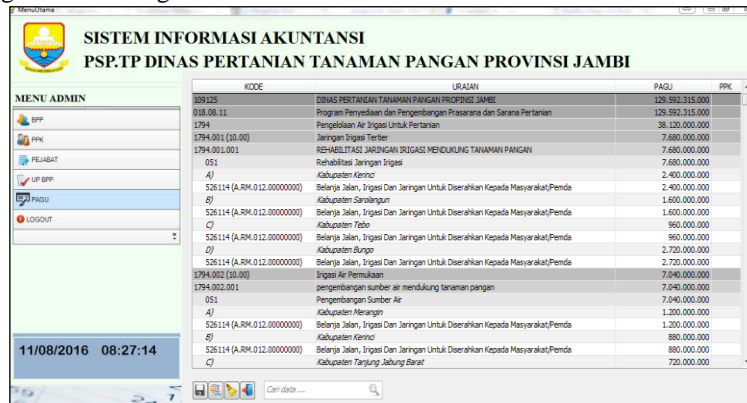 MenuUtama
SISTEM INFORMASI AKUNTANSI
PSP.TP DINAS PERTANIAN TANAMAN PANGAN PROVINSI JAMBI
MENU ADMIN
BPP
PPK
PEJABAT
UP BPP
PAGU
LOGOUT
11/08/2016 08:27:14
KODE URAIAN PAGU PPK
109125 DINAS PERTANIAN TANAMAN PANGAN PROPINSI JAMBI 129.592.315.000
018.08.11 Program Penyediaan dan Pengembangan Prasarana dan Sarana Pertanian 129.592.315.000
1794 Pengelolaan Air Irigasi Untuk Pertanian 38.120.000.000
1794.001 (10.00) Jaringan Irigasi Tertier 7.680.000.000
1794.001.001 REHABILITASI JARINGAN IRIGASI MENDUKUNG TANAMAN PANGAN 7.680.000.000
051 Rehabilitasi Jaringan Irigasi 7.680.000.000
A) Kabupaten Kerinci 2.400.000.000
526114 (A.RM.012.00000000) Belanja Jalan, Irigasi Dan Jaringan Untuk Diserahkan Kepada Masyarakat/Pemda 2.400.000.000
B) Kabupaten Sarolangun 1.600.000.000
526114 (A.RM.012.00000000) Belanja Jalan, Irigasi Dan Jaringan Untuk Diserahkan Kepada Masyarakat/Pemda 1.600.000.000
C) Kabupaten Tebo 960.000.000
526114 (A.RM.012.00000000) Belanja Jalan, Irigasi Dan Jaringan Untuk Diserahkan Kepada Masyarakat/Pemda 960.000.000
D) Kabupaten Bungo 2.720.000.000
526114 (A.RM.012.00000000) Belanja Jalan, Irigasi Dan Jaringan Untuk Diserahkan Kepada Masyarakat/Pemda 2.720.000.000
1794.002 (10.00) Irigasi Air Permukaan 7.040.000.000
1794.002.001 pengembangan sumber air mendukung tanaman pangan 7.040.000.000
051 Pengembangan Sumber Air 7.040.000.000
A) Kabupaten Merangin 1.200.000.000
526114 (A.RM.012.00000000) Belanja Jalan, Irigasi Dan Jaringan Untuk Diserahkan Kepada Masyarakat/Pemda 1.200.000.000
B) Kabupaten Kerinci 880.000.000
526114 (A.RM.012.00000000) Belanja Jalan, Irigasi Dan Jaringan Untuk Diserahkan Kepada Masyarakat/Pemda 880.000.000
C) Kabupaten Tanjung Jabung Barat 720.000.000
Cari data ...